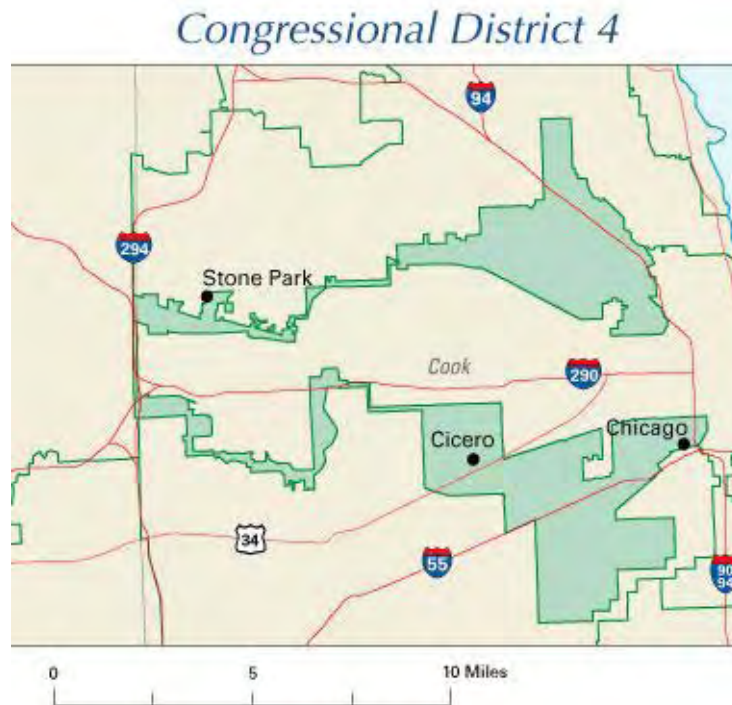 Congressional District 4
94
294
Stone Park
Cook
290
Cicero
Chicago
34
55
90
94
0 5 10 Miles